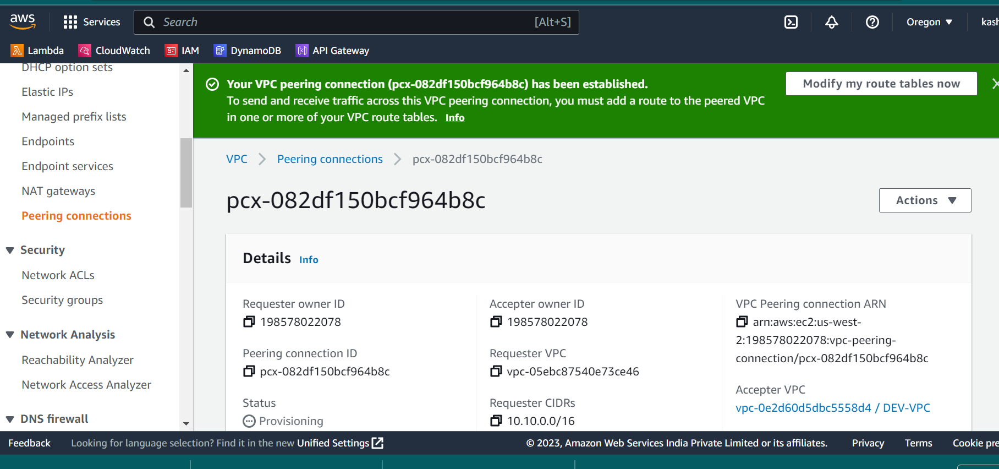 aws
Services
Search
[Alt+S]
Oregon ▼
kash
Lambda
CloudWatch
IAM
DynamoDB
API Gateway
DHCP option sets
Elastic IPs
Managed prefix lists
Endpoints
Endpoint services
NAT gateways
Peering connections
Security
Network ACLs
Security groups
Network Analysis
Reachability Analyzer
Network Access Analyzer
DNS firewall
Your VPC peering connection (pcx-082df150bcf964b8c) has been established.
To send and receive traffic across this VPC peering connection, you must add a route to the peered VPC
in one or more of your VPC route tables. Info
Modify my route tables now
VPC > Peering connections > pcx-082df150bcf964b8c
pcx-082df150bcf964b8c
Actions ▼
Details Info
Requester owner ID
198578022078
Peering connection ID
pcx-082df150bcf964b8c
Status
Provisioning
Accepter owner ID
198578022078
Requester VPC
vpc-05ebc87540e73ce46
Requester CIDRs
10.10.0.0/16
VPC Peering connection ARN
arn:aws:ec2:us-west-
2:198578022078:vpc-peering-
connection/pcx-082df150bcf964b8c
Accepter VPC
vpc-0e2d60d5dbc5558d4 / DEV-VPC
Feedback
Looking for language selection? Find it in the new Unified Settings
© 2023, Amazon Web Services India Private Limited or its affiliates.
Privacy
Terms
Cookie pre